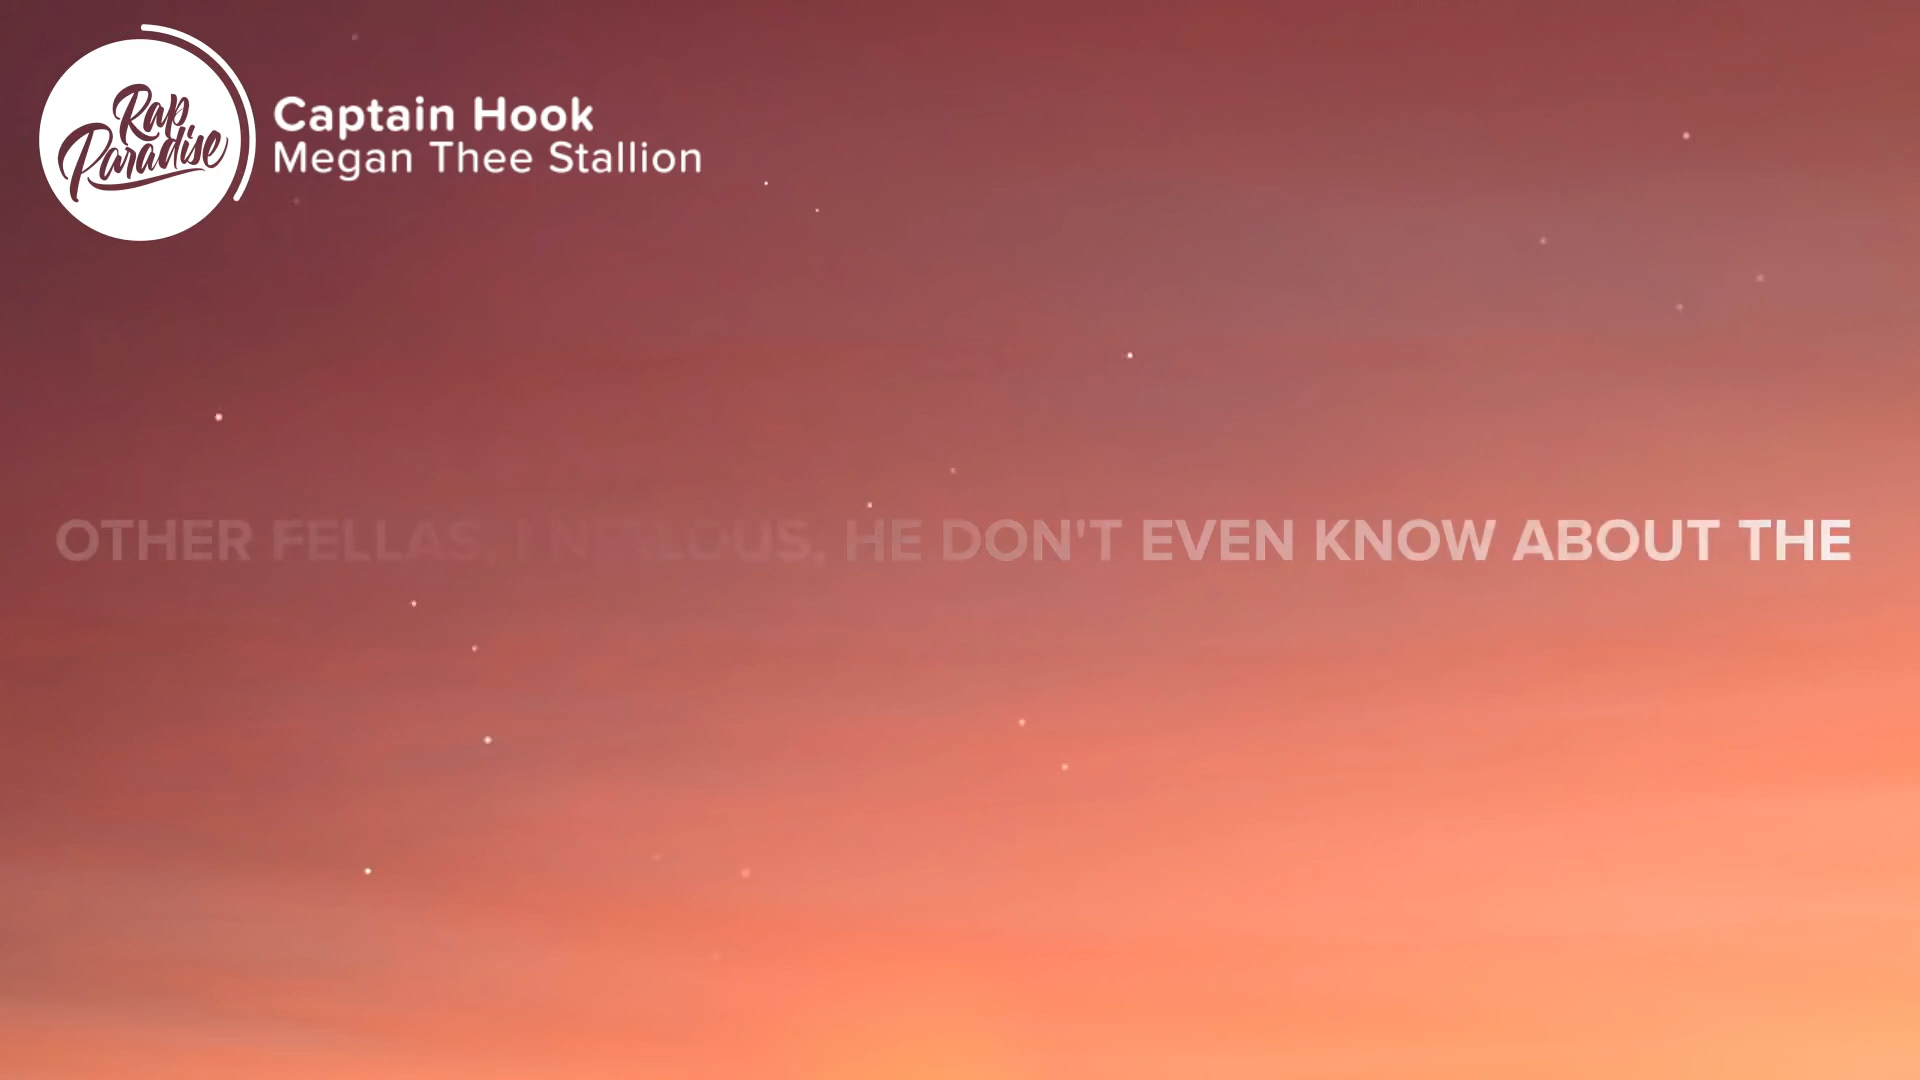 Rap
Paradise
Captain Hook
Megan Thee Stallion
OTHER FELLAS, I HE DON'T EVEN KNOW ABOUT THE